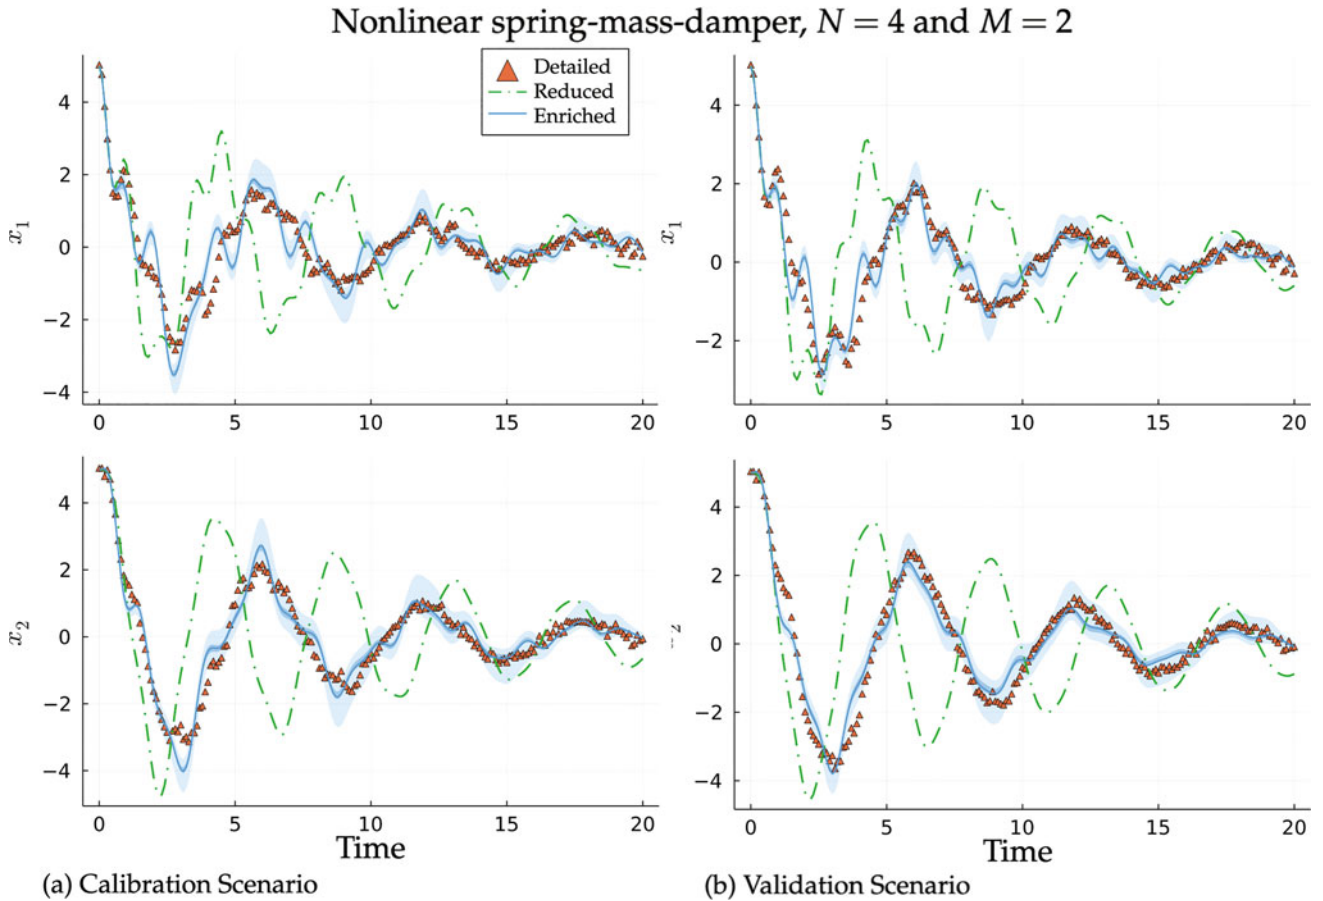 Nonlinear spring-mass-damper, N = 4 and M = 2
Detailed
Reduced
Enriched
4
2
0
−2
−4
x₁
0 5 10 15 20
4
2
0
−2
x₁
0 5 10 15 20
4
2
0
−2
−4
x₂
0 5 10 15 20
Time
4
2
0
−2
−4
0 5 10 15 20
Time
(a) Calibration Scenario
(b) Validation Scenario